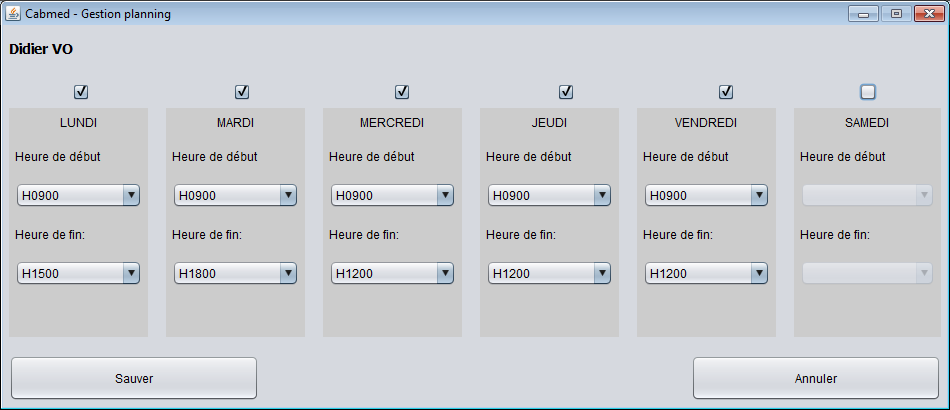 Cabmed - Gestion planning
Didier VO
LUNDI MARDI MERCREDI JEUDI VENDREDI SAMEDI
Heure de début Heure de début Heure de début Heure de début Heure de début Heure de début
H0900 H0900 H0900 H0900 H0900
Heure de fin: Heure de fin: Heure de fin: Heure de fin: Heure de fin: Heure de fin:
H1500 H1800 H1200 H1200 H1200
Sauver Annuler